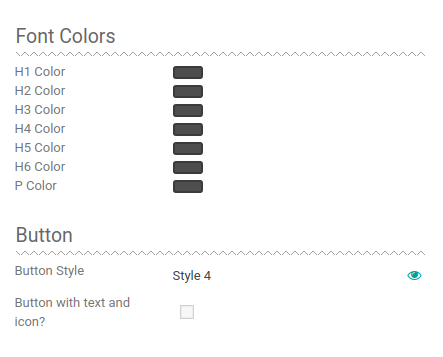 Font Colors
H1 Color
H2 Color
H3 Color
H4 Color
H5 Color
H6 Color
P Color
Button
Button Style
Style 4
Button with text and
icon?